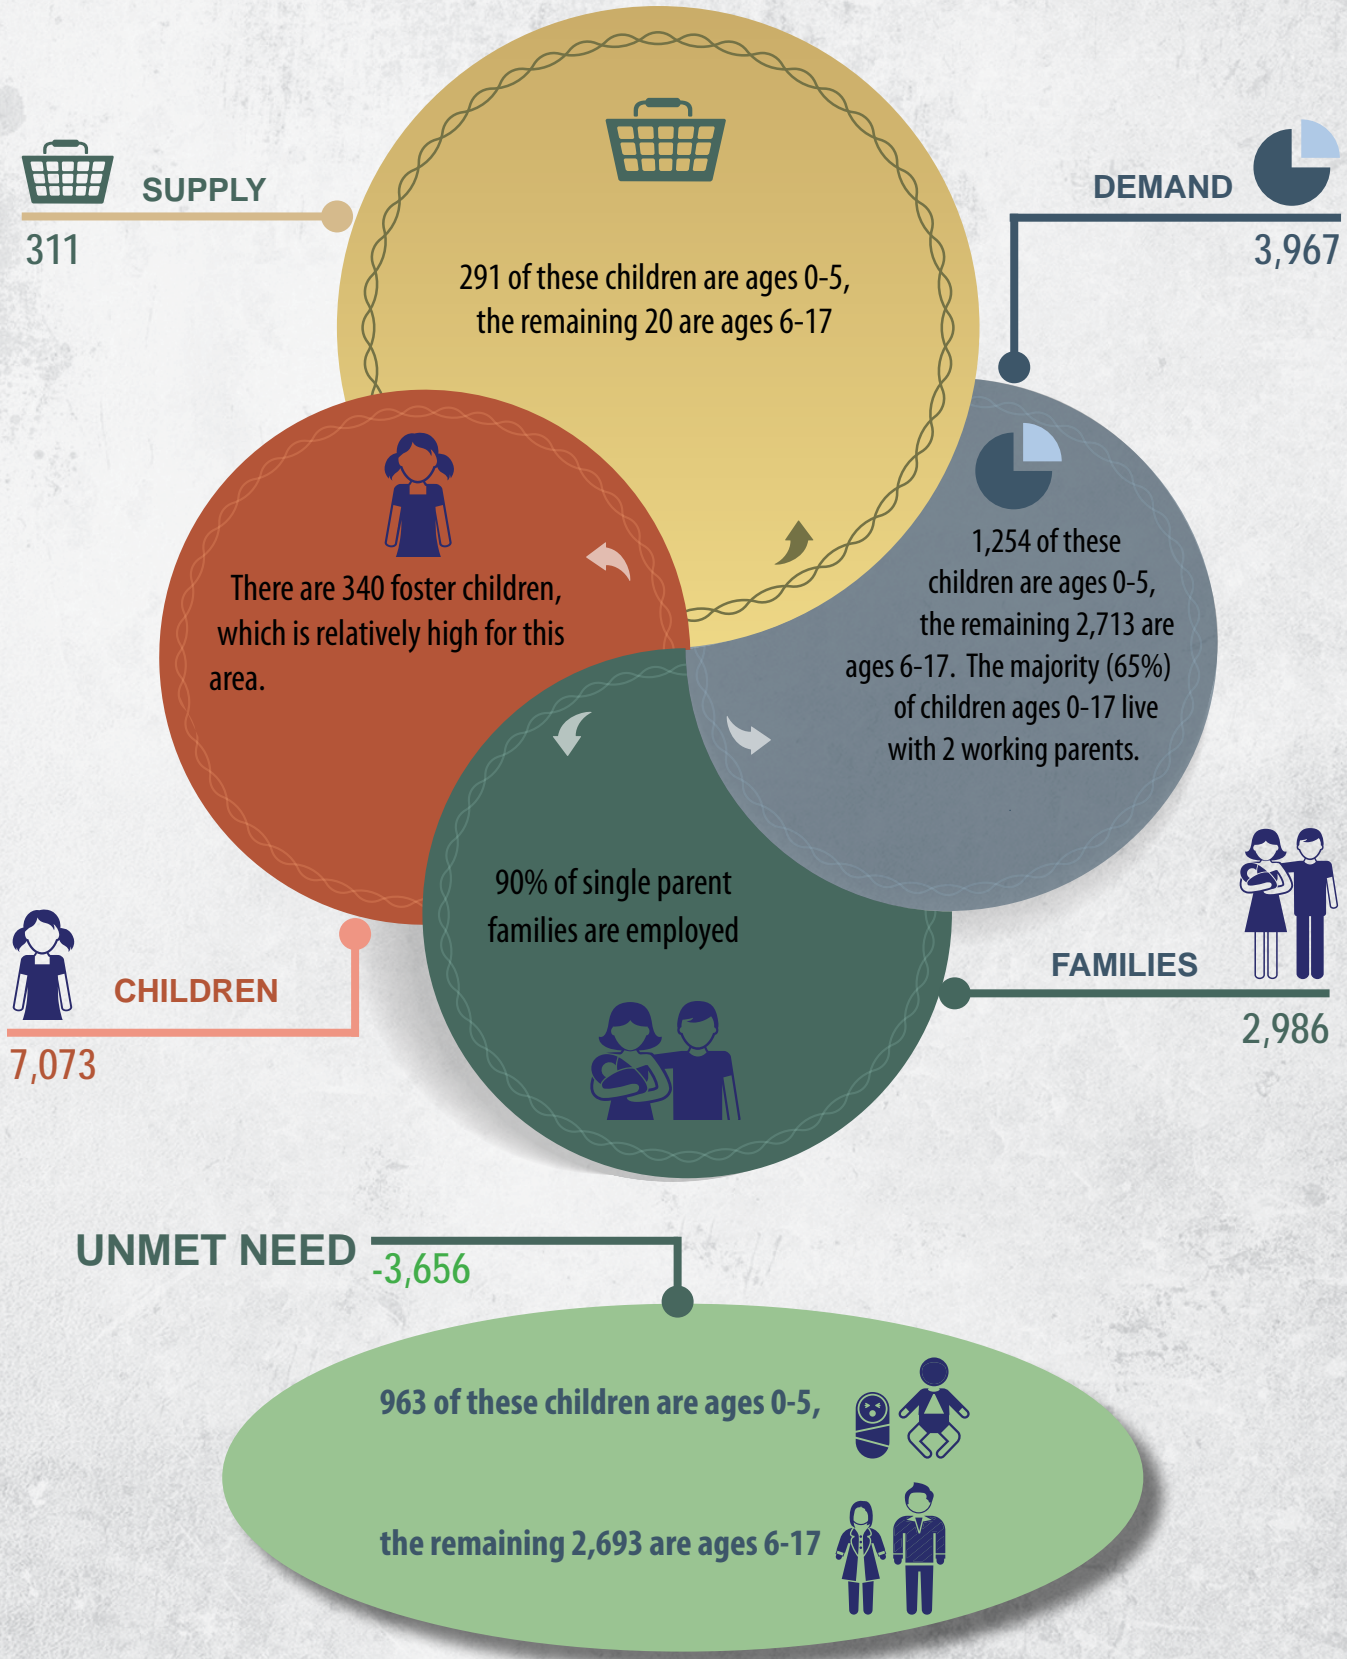 SUPPLY
311
DEMAND
3,967
291 of these children are ages 0-5,
the remaining 20 are ages 6-17
There are 340 foster children,
which is relatively high for this
area.
1,254 of these
children are ages 0-5,
the remaining 2,713 are
ages 6-17. The majority (65%)
of children ages 0-17 live
with 2 working parents.
90% of single parent
families are employed
CHILDREN
7,073
FAMILIES
2,986
UNMET NEED
-3,656
963 of these children are ages 0-5,
the remaining 2,693 are ages 6-17